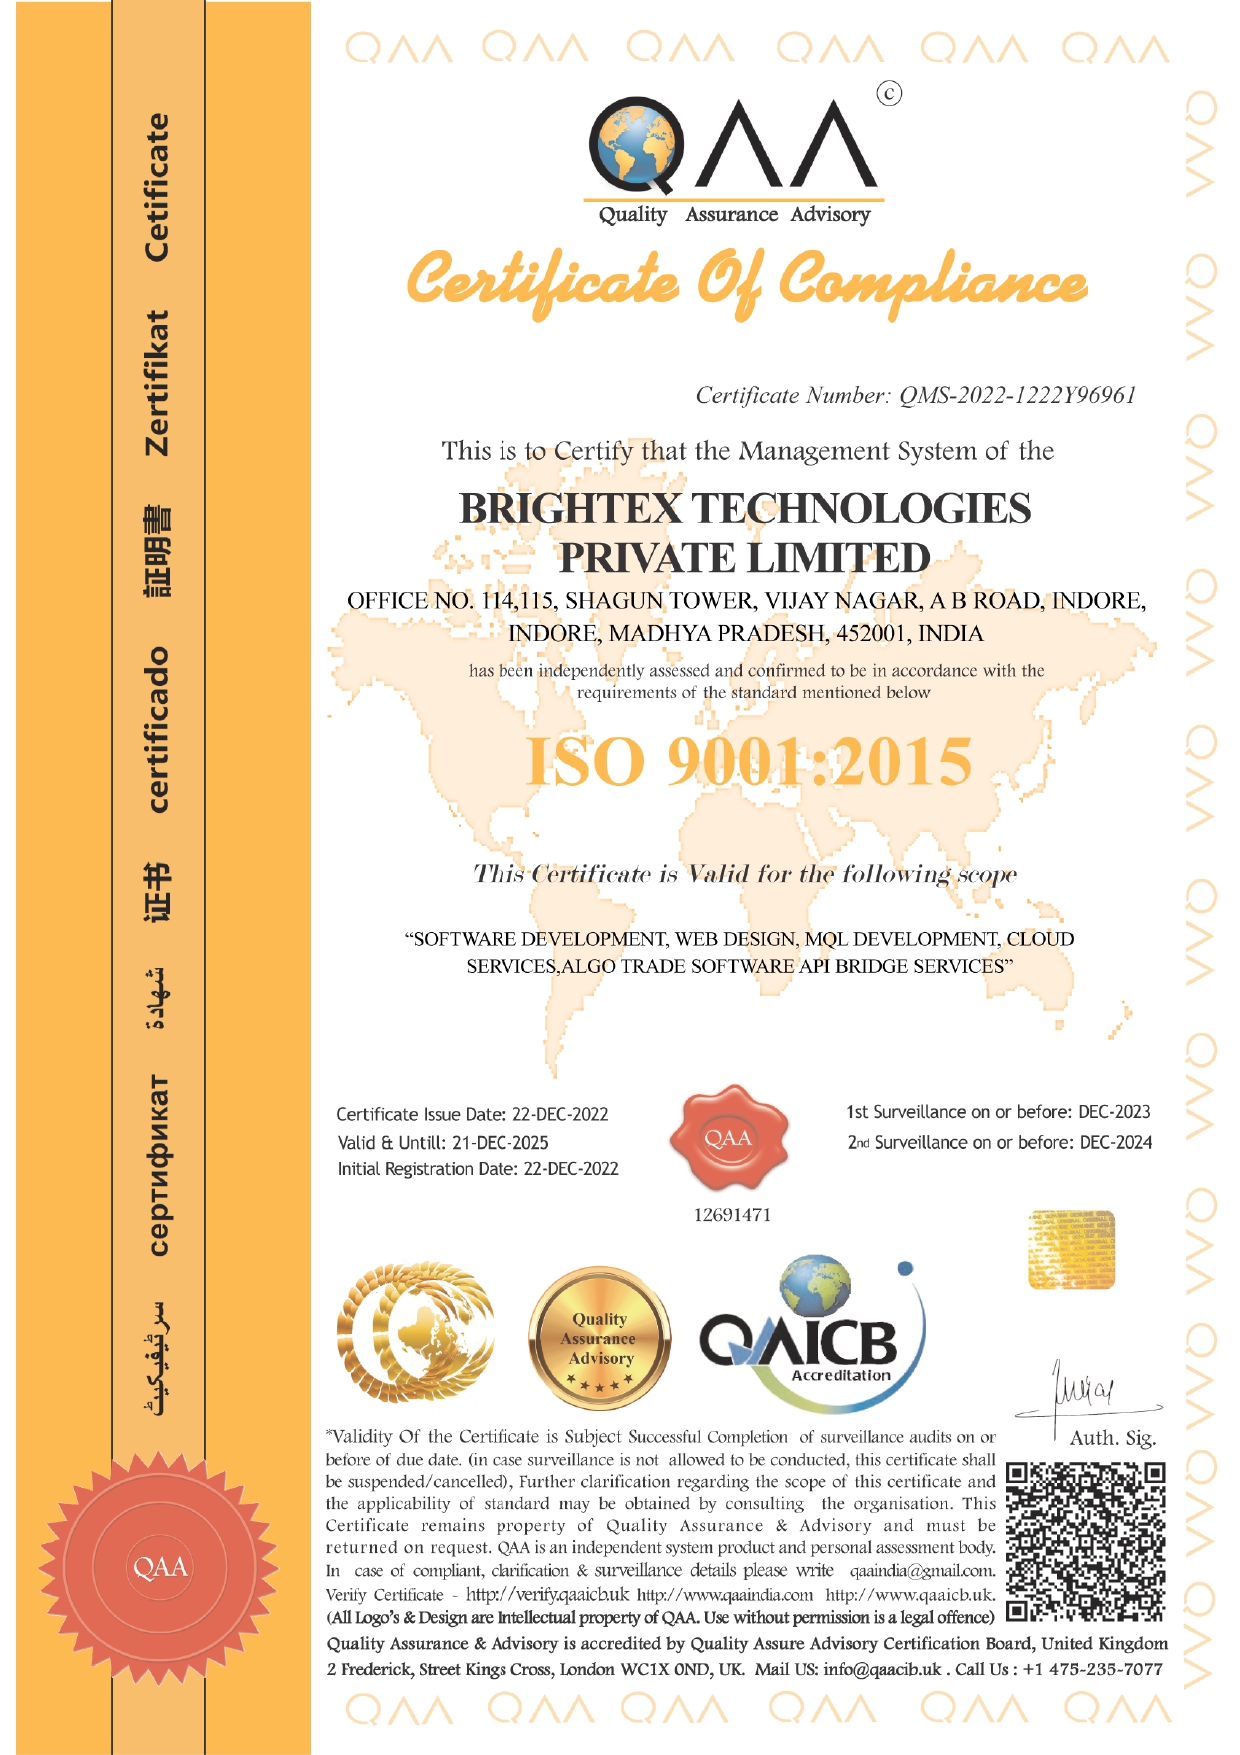 QAA QAA QAA QAA QAA QAA
©
QAA
Quality Assurance Advisory
Certificate Of Compliance
Certificate Number: QMS-2022-1222Y96961
This is to Certify that the Management System of the
BRIGHTEX TECHNOLOGIES
PRIVATE LIMITED
OFFICE NO. 114,115, SHAGUN TOWER, VIJAY NAGAR, A B ROAD, INDORE,
INDORE, MADHYA PRADESH, 452001, INDIA
has been independently assessed and confirmed to be in accordance with the
requirements of the standard mentioned below
ISO 9001:2015
This Certificate is Valid for the following scope
“SOFTWARE DEVELOPMENT, WEB DESIGN, MQL DEVELOPMENT, CLOUD
SERVICES,ALGO TRADE SOFTWARE API BRIDGE SERVICES”
Certificate Issue Date: 22-DEC-2022
Valid & Untill: 21-DEC-2025
Initial Registration Date: 22-DEC-2022
QAA
12691471
1st Surveillance on or before: DEC-2023
2nd Surveillance on or before: DEC-2024
Quality
Assurance
Advisory
QAICB
Accreditation
Auth. Sig.
*Validity Of the Certificate is Subject Successful Completion of surveillance audits on or
before of due date. (in case surveillance is not allowed to be conducted, this certificate shall
be suspended/cancelled), Further clarification regarding the scope of this certificate and
the applicability of standard may be obtained by consulting the organisation. This
Certificate remains property of Quality Assurance & Advisory and must be
returned on request. QAA is an independent system product and personal assessment body.
In case of compliant, clarification & surveillance details please write qaaindia@gmail.com.
Verify Certificate - http://verify.qaaicb.uk http://www.qaaindia.com http://www.qaaicb.uk.
(All Logo's & Design are Intellectual property of QAA. Use without permission is a legal offence)
Quality Assurance & Advisory is accredited by Quality Assure Advisory Certification Board, United Kingdom
2 Frederick, Street Kings Cross, London WC1X 0ND, UK. Mail US: info@qaacib.uk . Call Us : +1 475-235-7077
QAA QAA QAA QAA QAA QAA
QAA QAA QAA QAA QAA QAA QAA QAA QAA QAA
سرٹیفیکیٹ
сертификат
شهادة
证书
certificado
証明書
Zertifikat
Cetificate
QAA